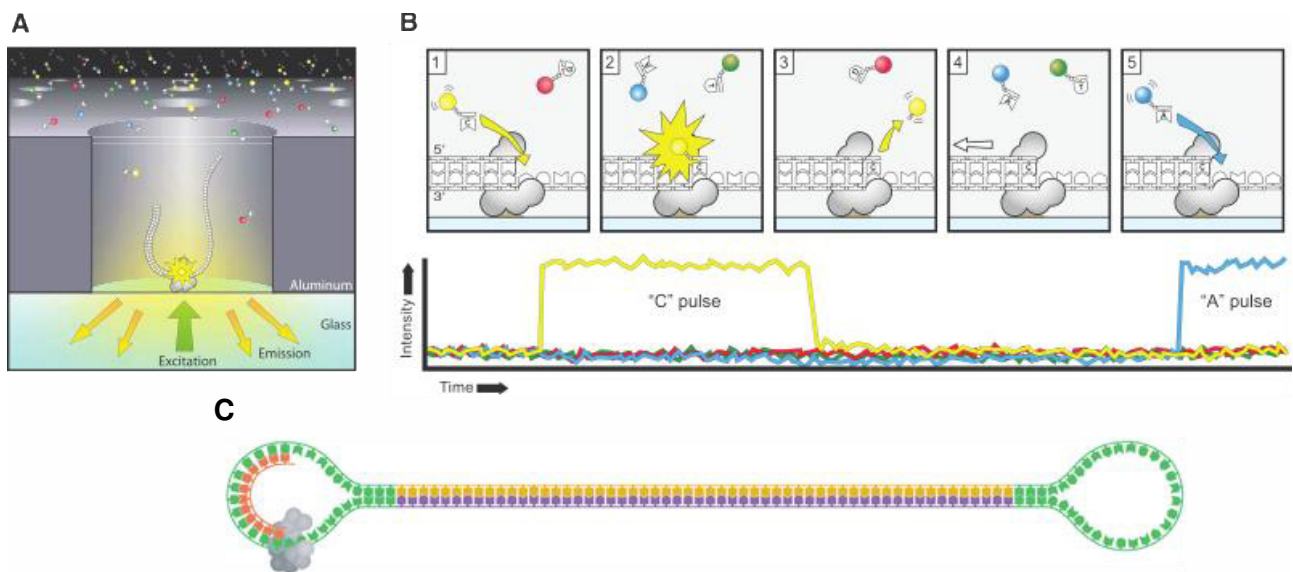 A
Aluminum
Glass
Excitation
Emission
B
1
2
3
4
5
C
T
A
T
A
5'
3'
C
C
C
C
Intensity
"C" pulse
"A" pulse
Time
C